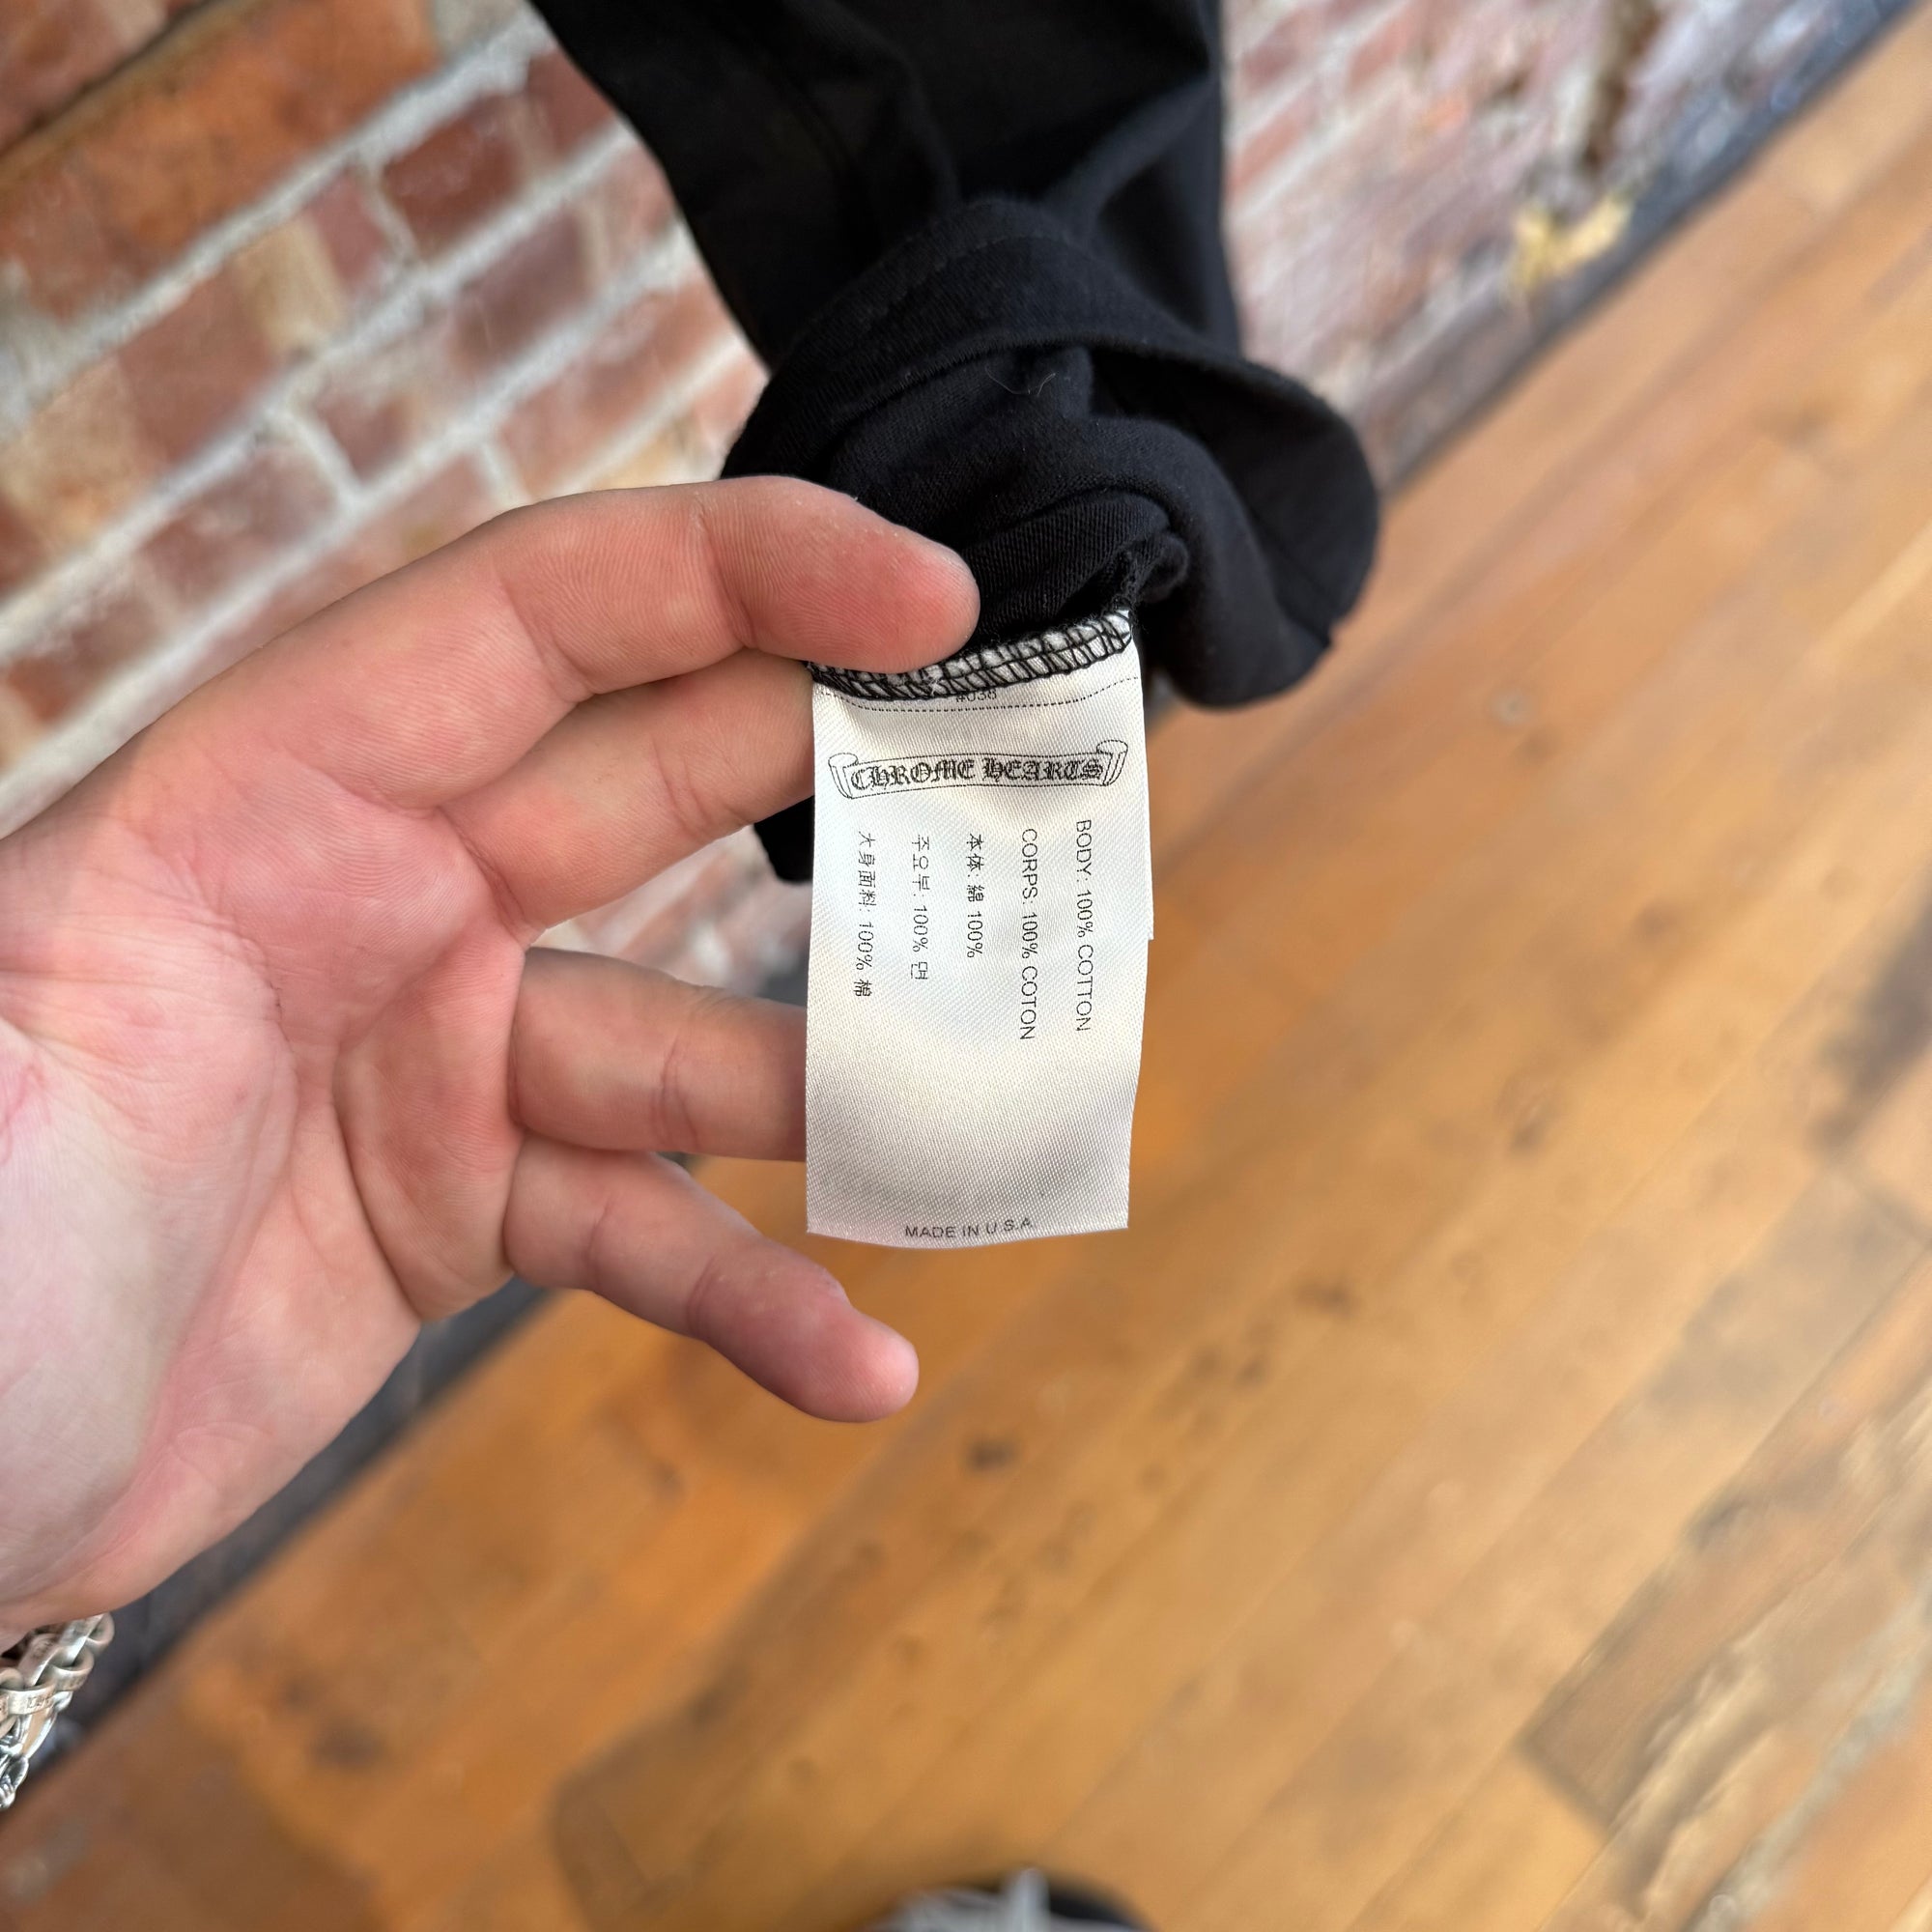 #038
CHROME HEARTS
BODY: 100% COTTON
CORPS: 100% COTON
本体: 綿 100%
주요부: 100% 면
大身面料: 100% 棉
MADE IN U.S.A.